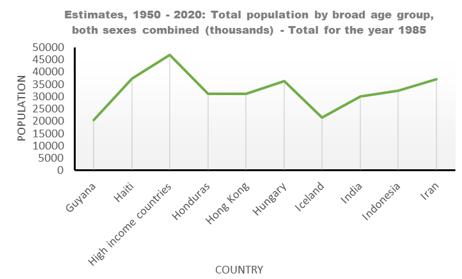 Estimates, 1950 - 2020: Total population by broad age group,
both sexes combined (thousands) - Total for the year 1985
POPULATION
50000
45000
40000
35000
30000
25000
20000
15000
10000
5000
0
Guyana
Haiti
High income countries
Honduras
Hong Kong
Hungary
Iceland
India
Indonesia
Iran
COUNTRY